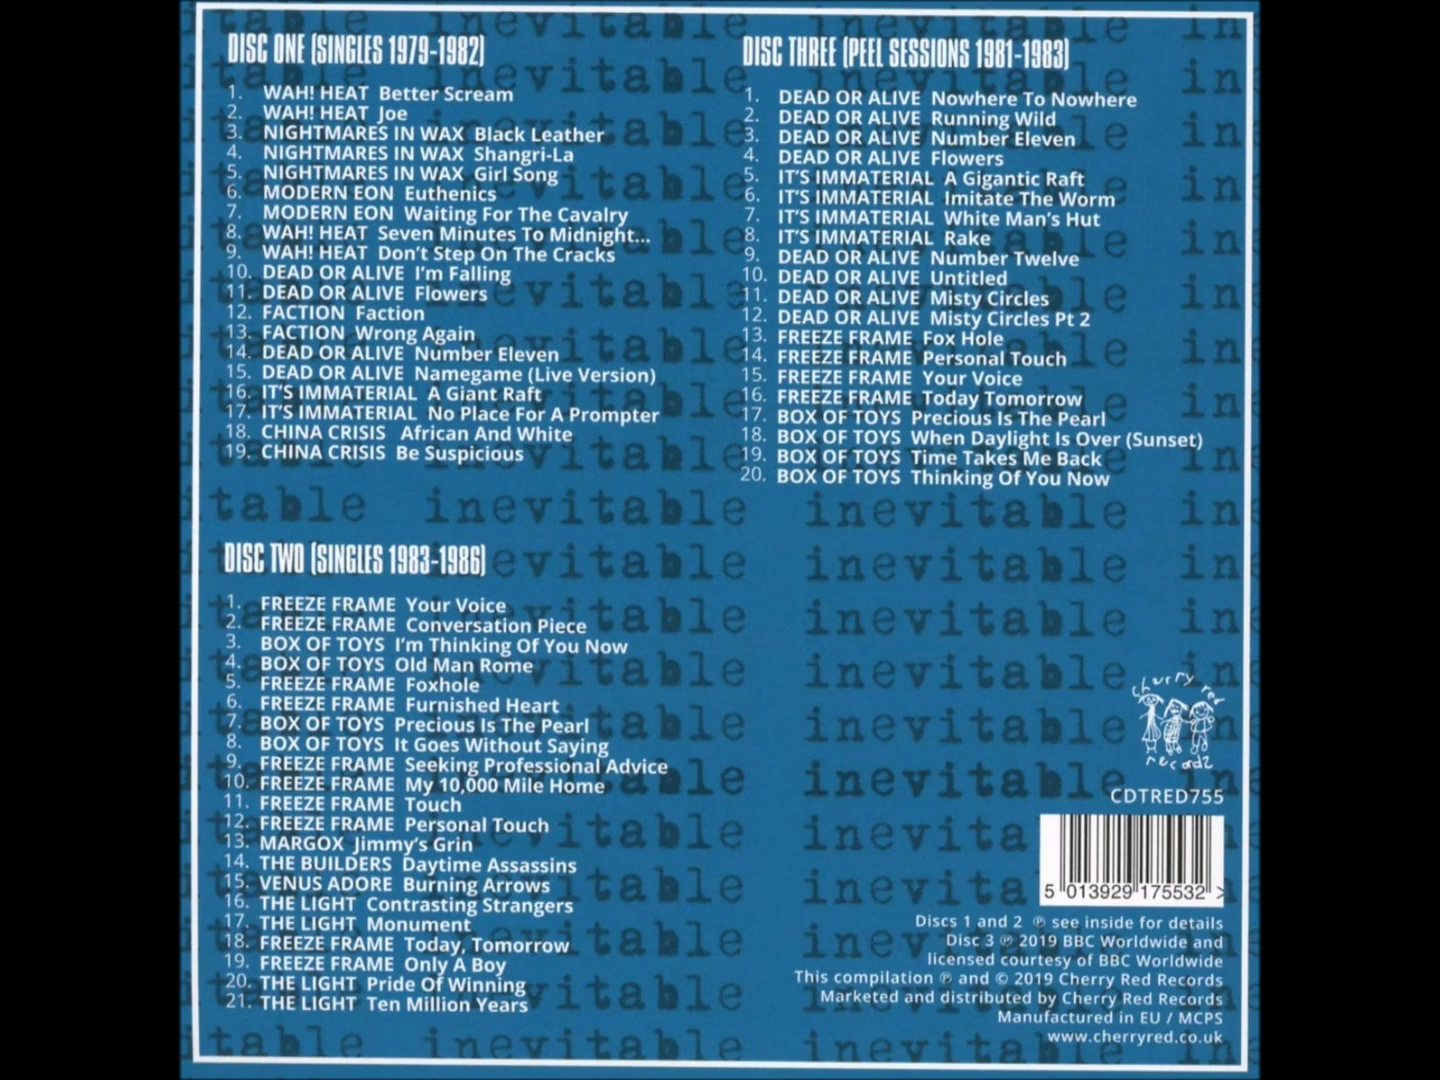 DISC ONE (SINGLES 1979-1982)
1. WAH! HEAT Better Scream
2. WAH! HEAT Joe
3. NIGHTMARES IN WAX Black Leather
4. NIGHTMARES IN WAX Shangri-La
5. NIGHTMARES IN WAX Girl Song
6. MODERN EON Euthenics
7. MODERN EON Waiting For The Cavalry
8. WAH! HEAT Seven Minutes To Midnight...
9. WAH! HEAT Don't Step On The Cracks
10. DEAD OR ALIVE I'm Falling
11. DEAD OR ALIVE Flowers
12. FACTION Faction
13. FACTION Wrong Again
14. DEAD OR ALIVE Number Eleven
15. DEAD OR ALIVE Namegame (Live Version)
16. IT'S IMMATERIAL A Giant Raft
17. IT'S IMMATERIAL No Place For A Prompter
18. CHINA CRISIS African And White
19. CHINA CRISIS Be Suspicious
DISC TWO (SINGLES 1983-1986)
1. FREEZE FRAME Your Voice
2. FREEZE FRAME Conversation Piece
3. BOX OF TOYS I'm Thinking Of You Now
4. BOX OF TOYS Old Man Rome
5. FREEZE FRAME Foxhole
6. FREEZE FRAME Furnished Heart
7. BOX OF TOYS Precious Is The Pearl
8. BOX OF TOYS It Goes Without Saying
9. FREEZE FRAME Seeking Professional Advice
10. FREEZE FRAME My 10,000 Mile Home
11. FREEZE FRAME Touch
12. FREEZE FRAME Personal Touch
13. MARGOX Jimmy's Grin
14. THE BUILDERS Daytime Assassins
15. VENUS ADORE Burning Arrows
16. THE LIGHT Contrasting Strangers
17. THE LIGHT Monument
18. FREEZE FRAME Today, Tomorrow
19. FREEZE FRAME Only A Boy
20. THE LIGHT Pride Of Winning
21. THE LIGHT Ten Million Years
DISC THREE (PEEL SESSIONS 1981-1983)
1. DEAD OR ALIVE Nowhere To Nowhere
2. DEAD OR ALIVE Running Wild
3. DEAD OR ALIVE Number Eleven
4. DEAD OR ALIVE Flowers
5. IT'S IMMATERIAL A Gigantic Raft
6. IT'S IMMATERIAL Imitate The Worm
7. IT'S IMMATERIAL White Man's Hut
8. IT'S IMMATERIAL Rake
9. DEAD OR ALIVE Number Twelve
10. DEAD OR ALIVE Untitled
11. DEAD OR ALIVE Misty Circles
12. DEAD OR ALIVE Misty Circles Pt 2
13. FREEZE FRAME Fox Hole
14. FREEZE FRAME Personal Touch
15. FREEZE FRAME Your Voice
16. FREEZE FRAME Today Tomorrow
17. BOX OF TOYS Precious Is The Pearl
18. BOX OF TOYS When Daylight Is Over (Sunset)
19. BOX OF TOYS Time Takes Me Back
20. BOX OF TOYS Thinking Of You Now
inevitable
cherry red
records
CDTRED755
5 013929 175532 >
Discs 1 and 2 ℗ see inside for details
Disc 3 ℗ 2019 BBC Worldwide and
licensed courtesy of BBC Worldwide
This compilation ℗ and © 2019 Cherry Red Records
Marketed and distributed by Cherry Red Records
Manufactured in EU / MCPS
www.cherryred.co.uk